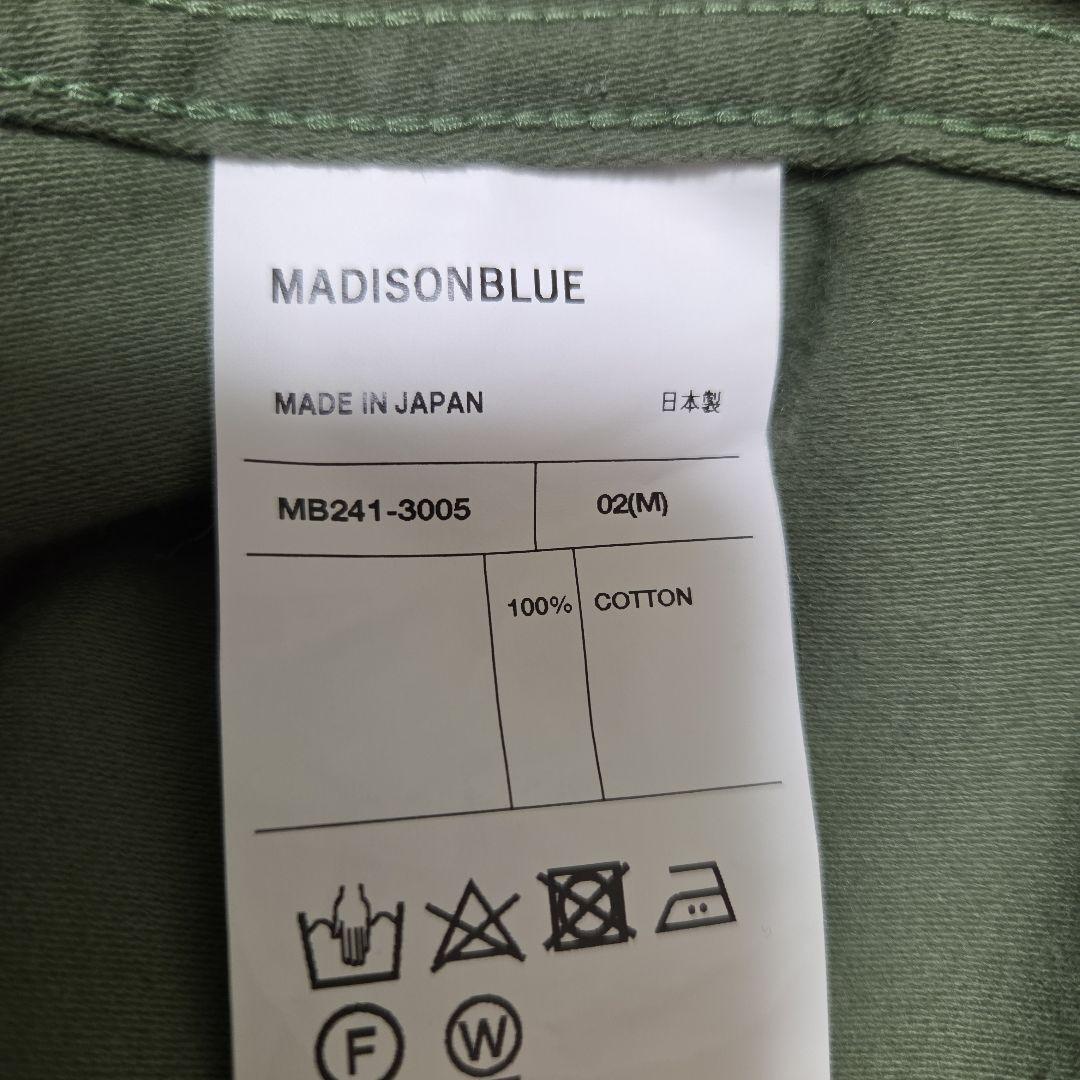 MADISONBLUE
MADE IN JAPAN 日本製
MB241-3005 02(M)
100% COTTON
F W